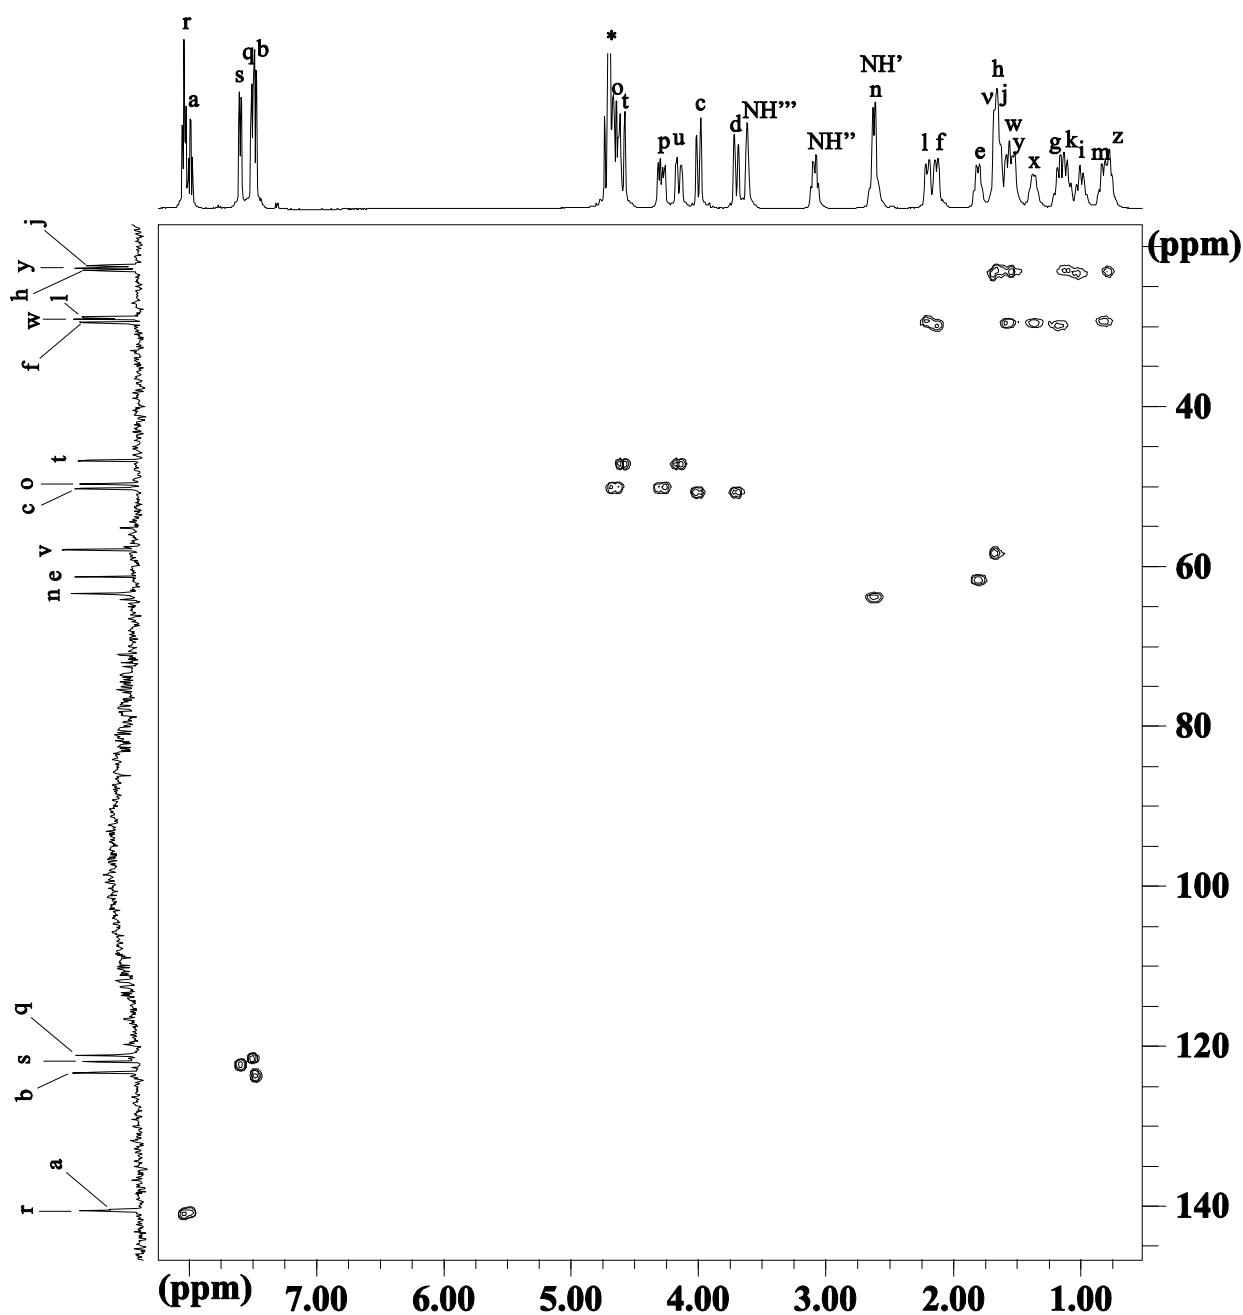 r
a
s
q b
*
o
t
p u
c
d
NH'''
NH''
NH'
n
l f
e
h
ν j
w
y
x
g k i
m z
(ppm)
j
y
h
l
w
f
t
o
c
v
e
n
q
s
b
a
r
40
60
80
100
120
140
(ppm) 7.00 6.00 5.00 4.00 3.00 2.00 1.00